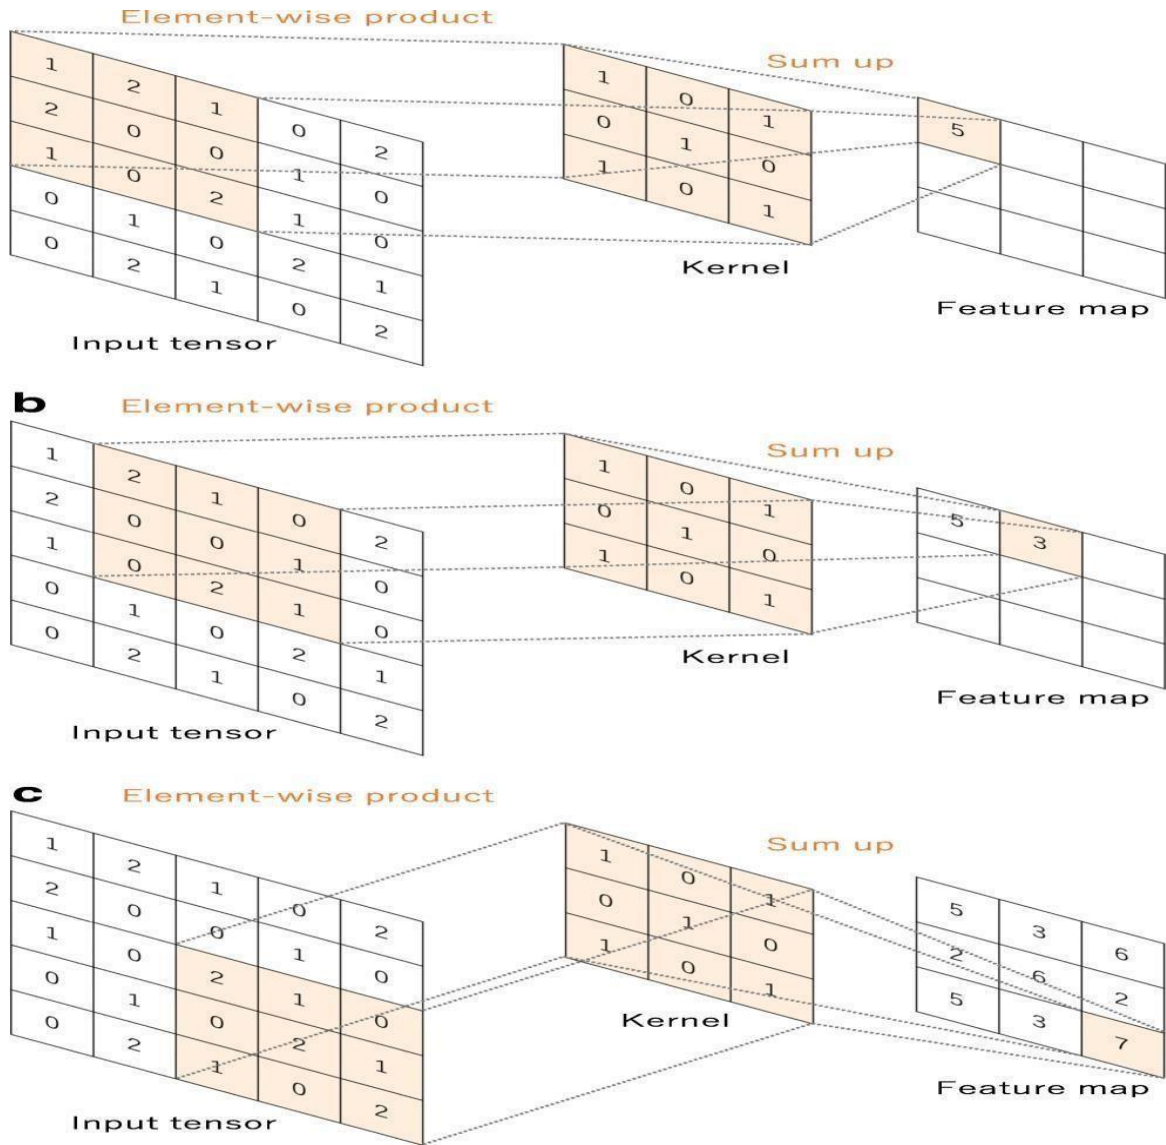 Element-wise product
Sum up
1 2 1 0 2
2 0 0 1 0
1 0 2 1 0
0 1 0 2 1
0 2 1 0 2
Input tensor
1 0 1
0 1 0
1 0 1
Kernel
5
Feature map
b
Element-wise product
Sum up
1 2 1 0 2
2 0 0 1 0
1 0 2 1 0
0 1 0 2 1
0 2 1 0 2
Input tensor
1 0 1
0 1 0
1 0 1
Kernel
5 3
Feature map
c
Element-wise product
Sum up
1 2 1 0 2
2 0 0 1 0
1 0 2 1 0
0 1 0 2 1
0 2 1 0 2
Input tensor
1 0 1
0 1 0
1 0 1
Kernel
5 3 6
2 6 2
5 3 7
Feature map